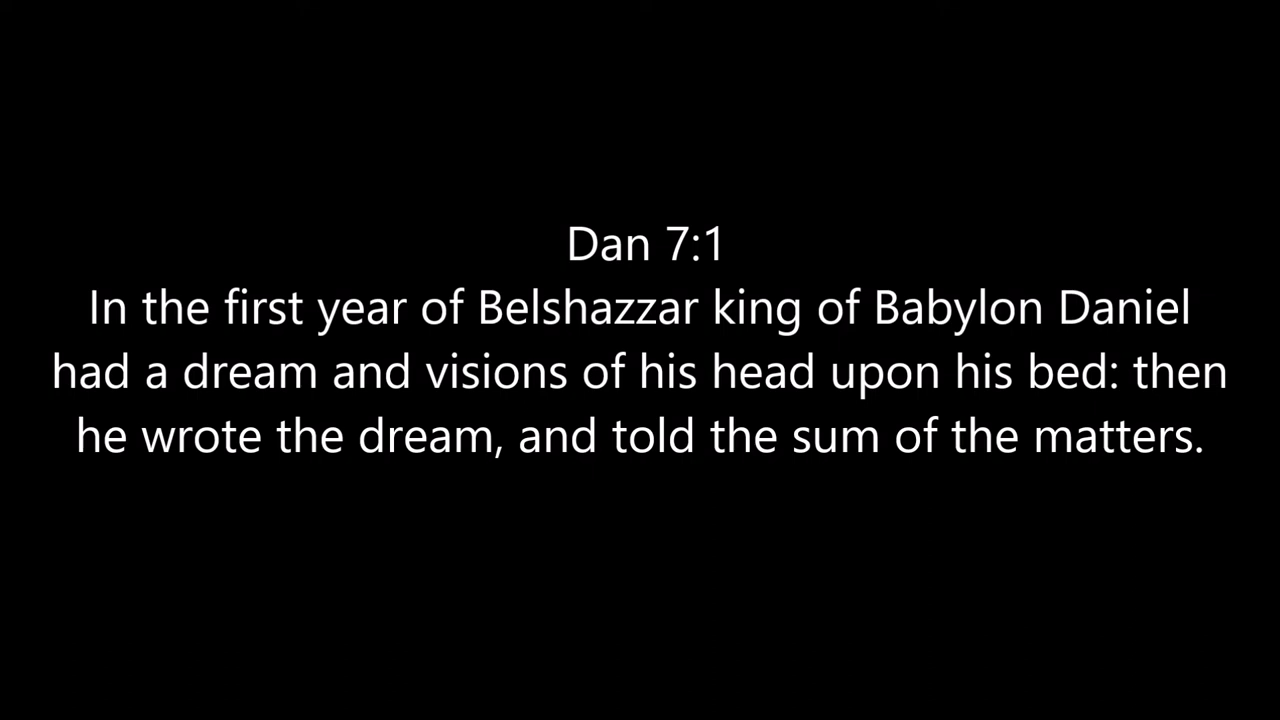 Dan 7:1
In the first year of Belshazzar king of Babylon Daniel
had a dream and visions of his head upon his bed: then
he wrote the dream, and told the sum of the matters.